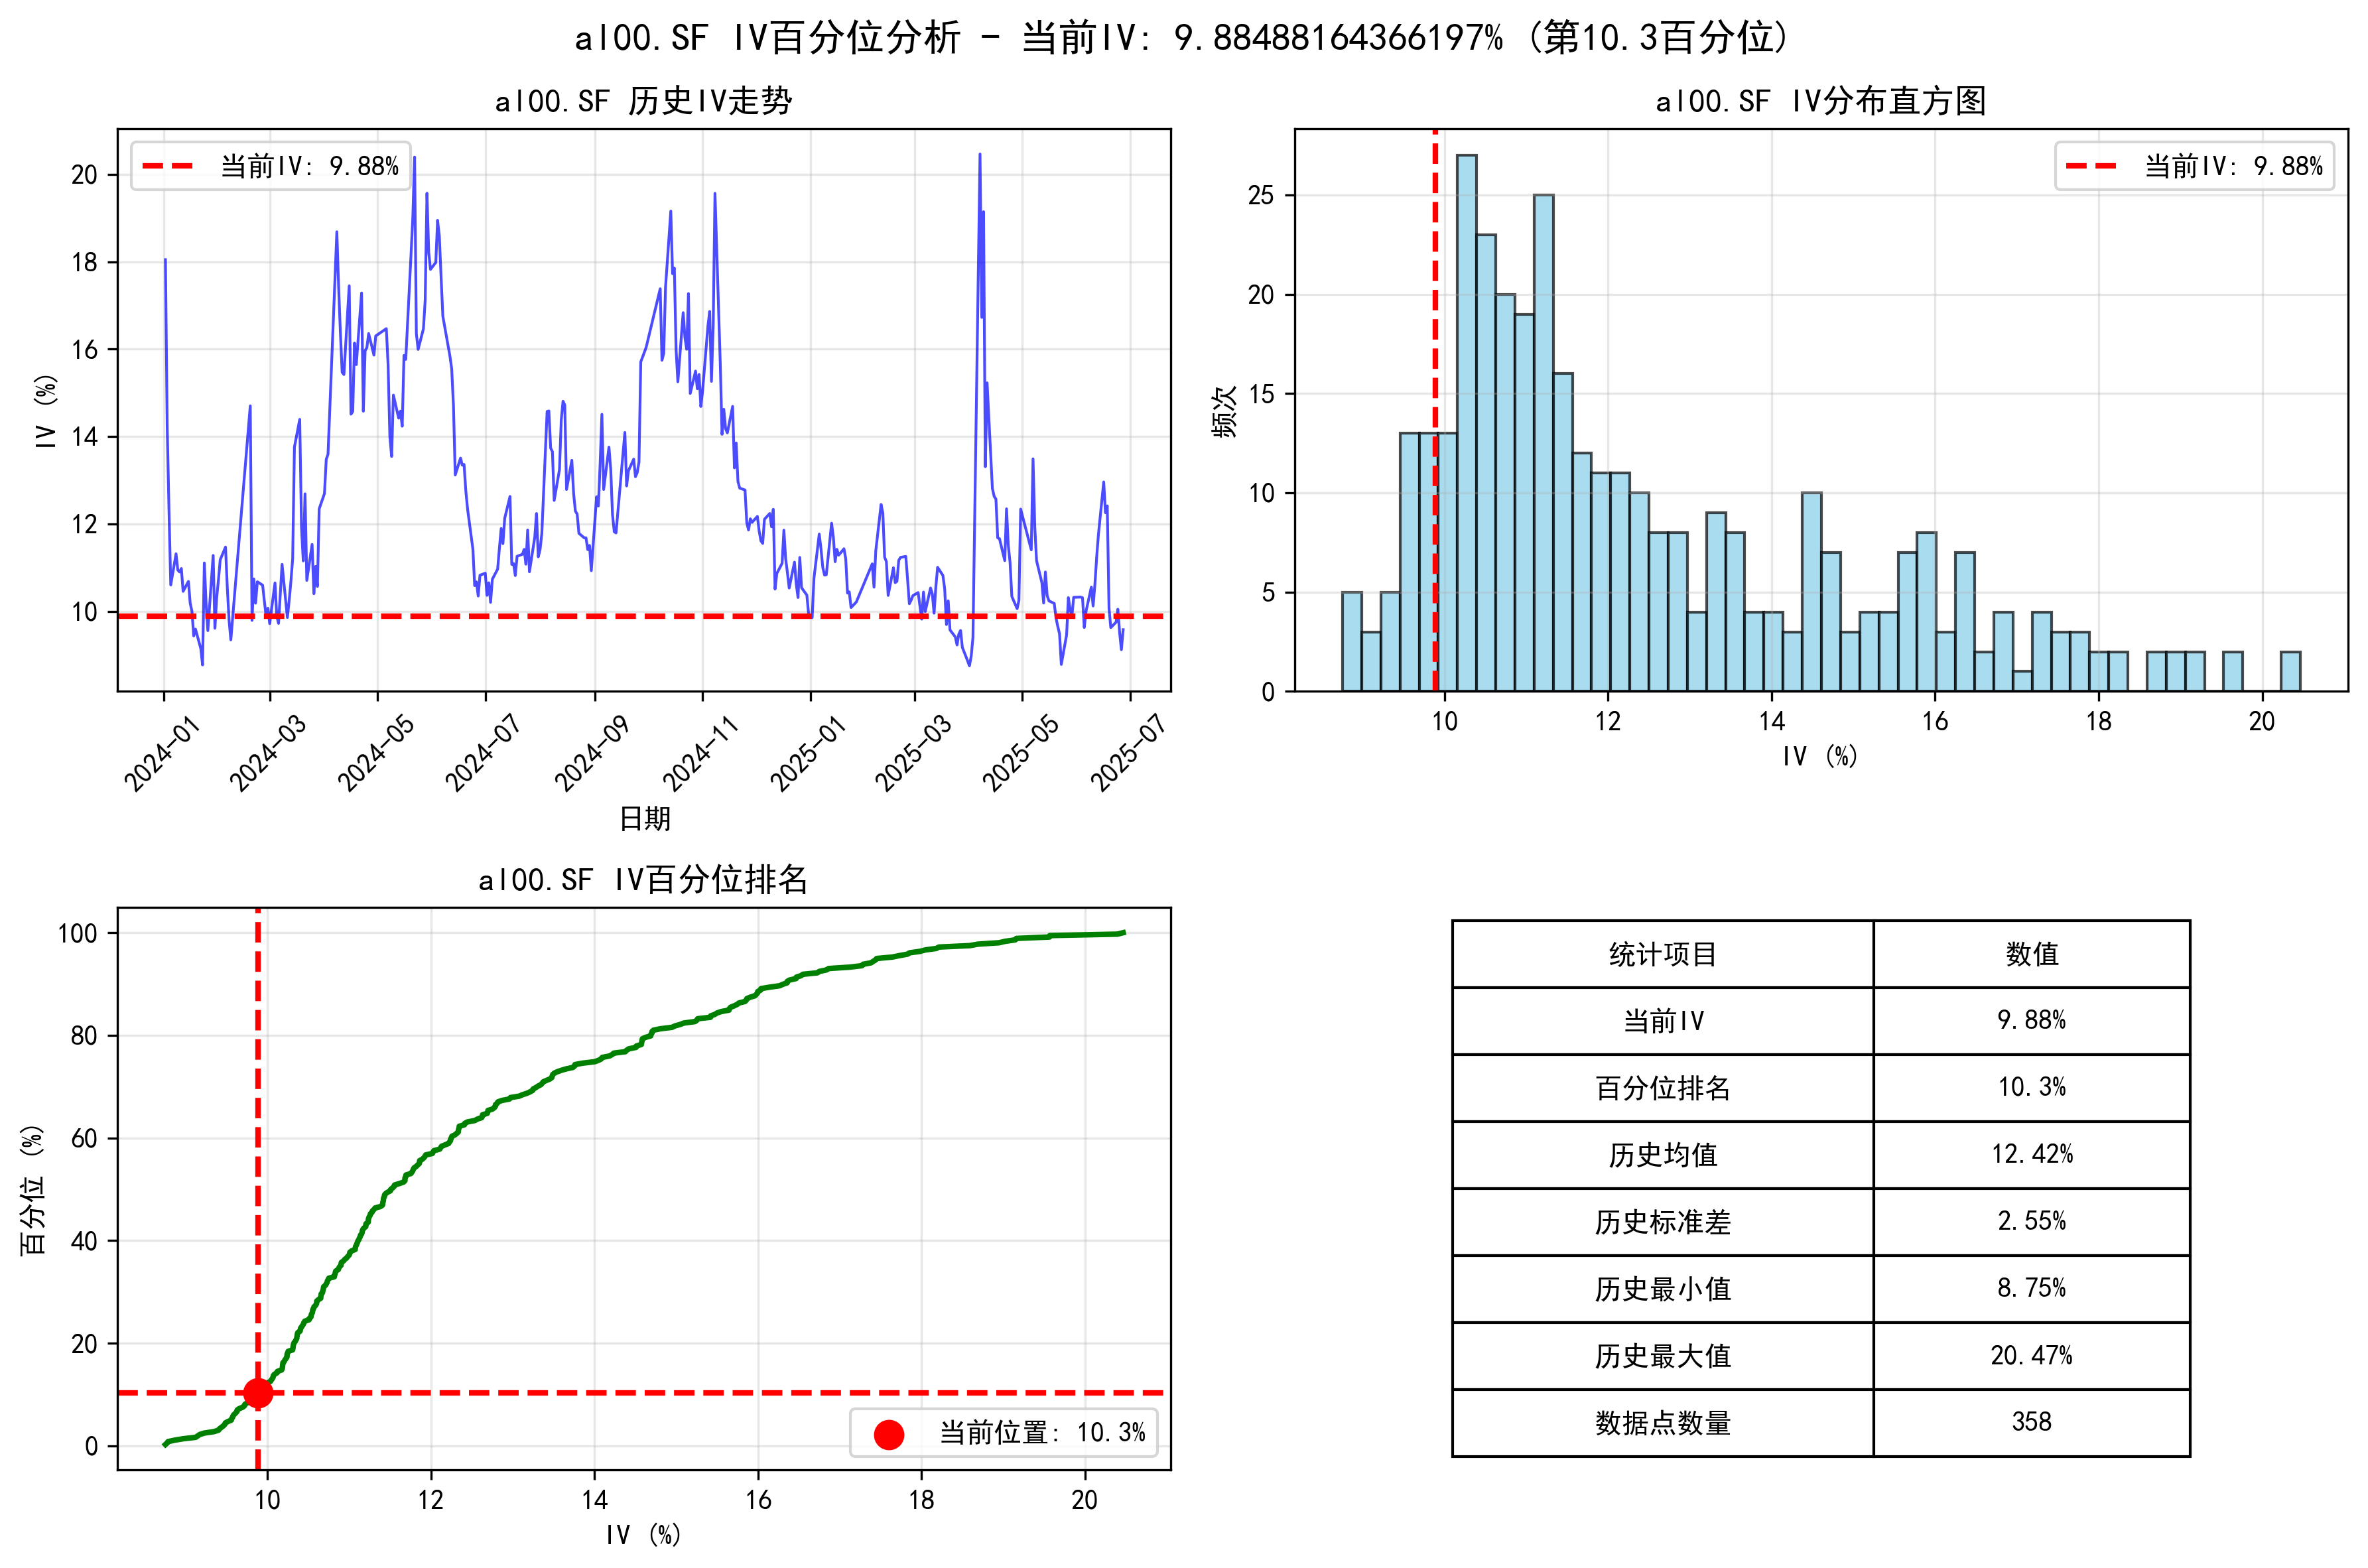 al00.SF IV百分位分析 - 当前IV: 9.88488164366197% (第10.3百分位)
al00.SF 历史IV走势
当前IV: 9.88%
IV (%)
20
18
16
14
12
10
2024-01
2024-03
2024-05
2024-07
2024-09
2024-11
2025-01
2025-03
2025-05
2025-07
日期
al00.SF IV分布直方图
当前IV: 9.88%
频次
25
20
15
10
5
0
10
12
14
16
18
20
IV (%)
al00.SF IV百分位排名
百分位 (%)
100
80
60
40
20
0
当前位置: 10.3%
10
12
14
16
18
20
IV (%)
统计项目 数值
当前IV 9.88%
百分位排名 10.3%
历史均值 12.42%
历史标准差 2.55%
历史最小值 8.75%
历史最大值 20.47%
数据点数量 358